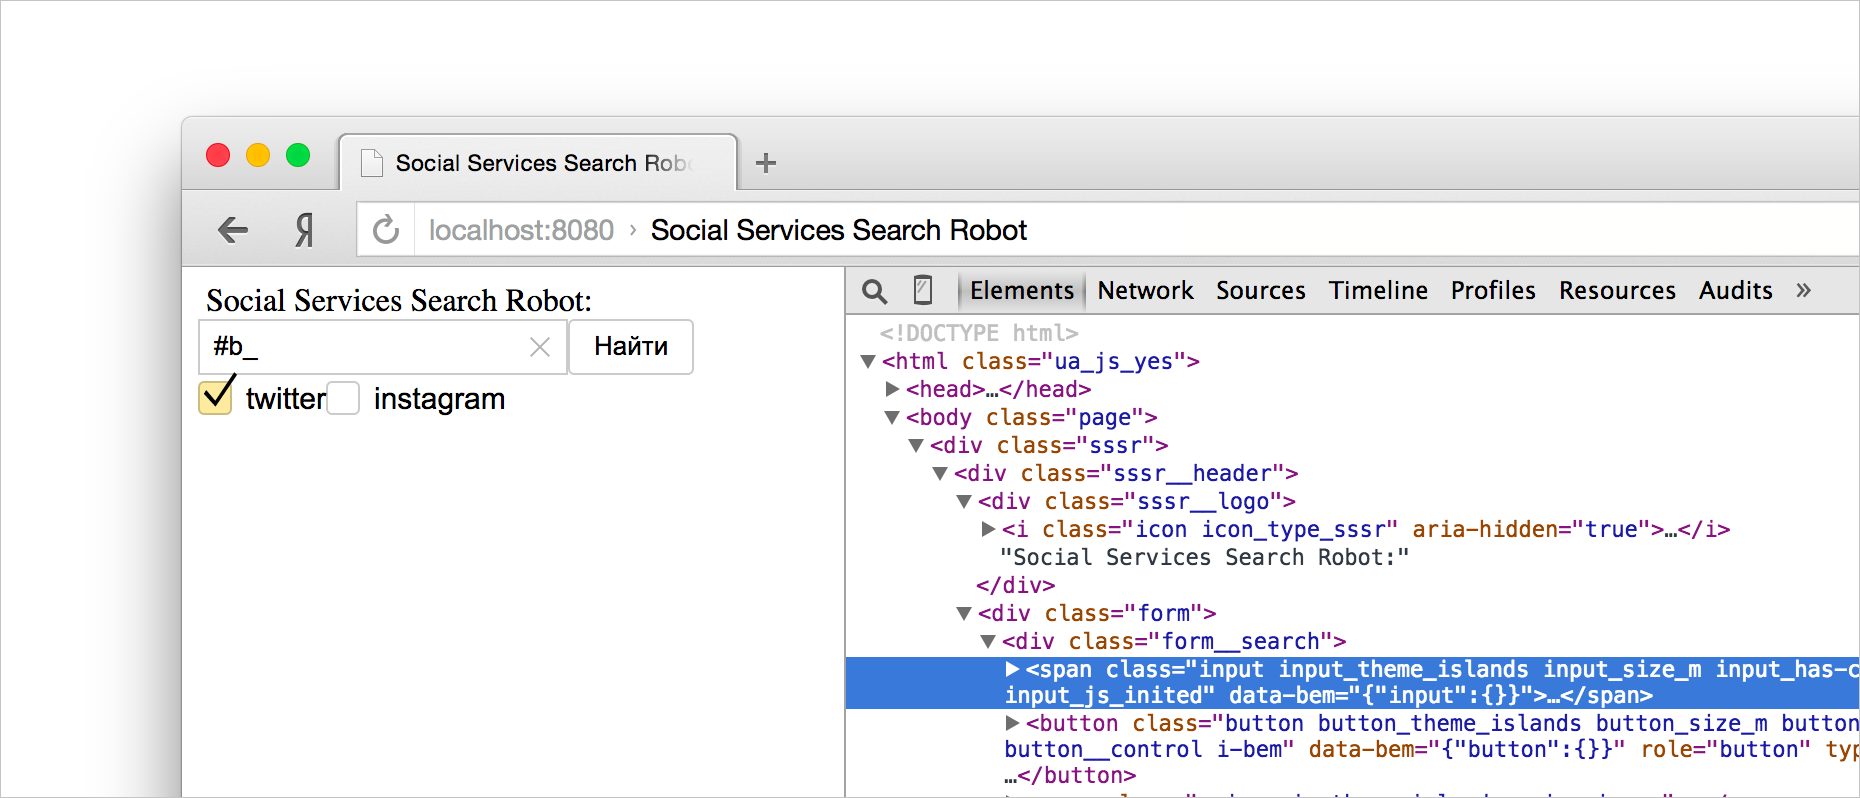 Social Services Search Rob
Я
localhost:8080 › Social Services Search Robot
Social Services Search Robot:
#b_
Найти
twitter
instagram
Elements Network Sources Timeline Profiles Resources Audits »
<!DOCTYPE html>
<html class="ua_js_yes">
<head>…</head>
<body class="page">
<div class="sssr">
<div class="sssr__header">
<div class="sssr__logo">
<i class="icon icon_type_sssr" aria-hidden="true">…</i>
"Social Services Search Robot:"
</div>
<div class="form">
<div class="form__search">
<span class="input input_theme_islands input_size_m input_has-c
input_js_inited" data-bem="{"input":{}}">…</span>
<button class="button button_theme_islands button_size_m button
button__control i-bem" data-bem="{"button":{}}" role="button" typ
…</button>